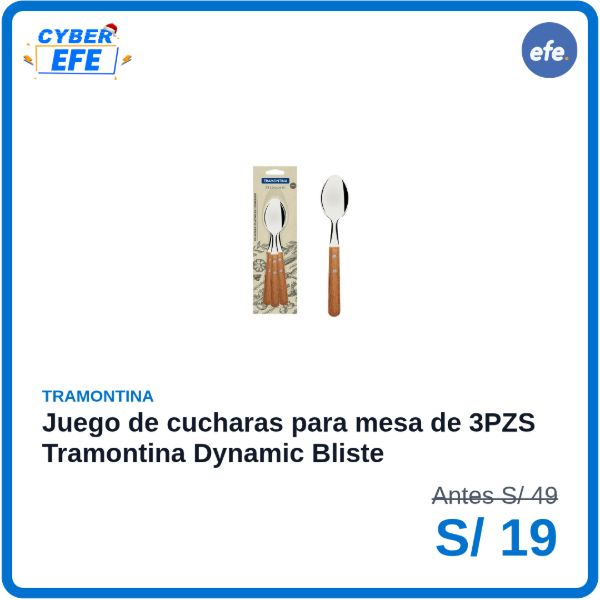 CYBER
EFE
efe.
TRAMONTINA
TRAMONTINA
Juego de cucharas para mesa de 3PZS
Tramontina Dynamic Bliste
Antes S/ 49
S/ 19